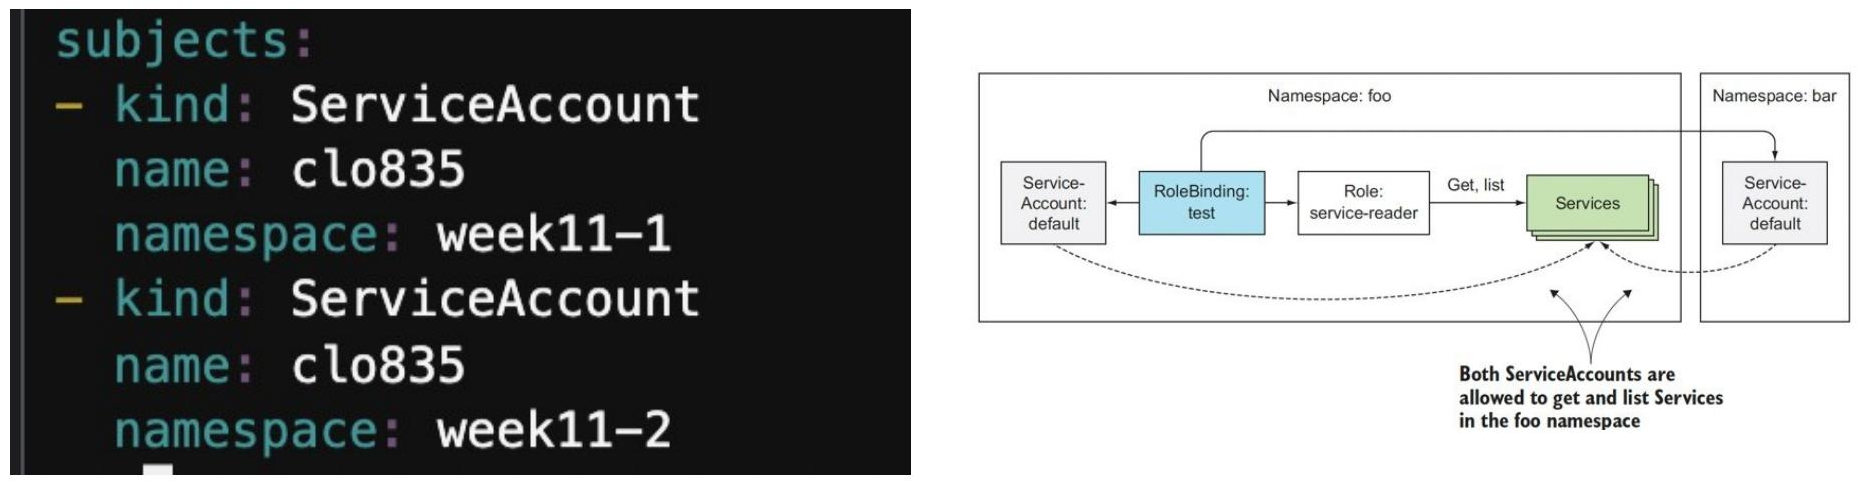 subjects:
- kind: ServiceAccount
name: clo835
namespace: week11-1
- kind: ServiceAccount
name: clo835
namespace: week11-2
Namespace: foo
Namespace: bar
Service-
Account:
default
RoleBinding:
test
Role:
service-reader
Get, list
Services
Service-
Account:
default
Both ServiceAccounts are
allowed to get and list Services
in the foo namespace